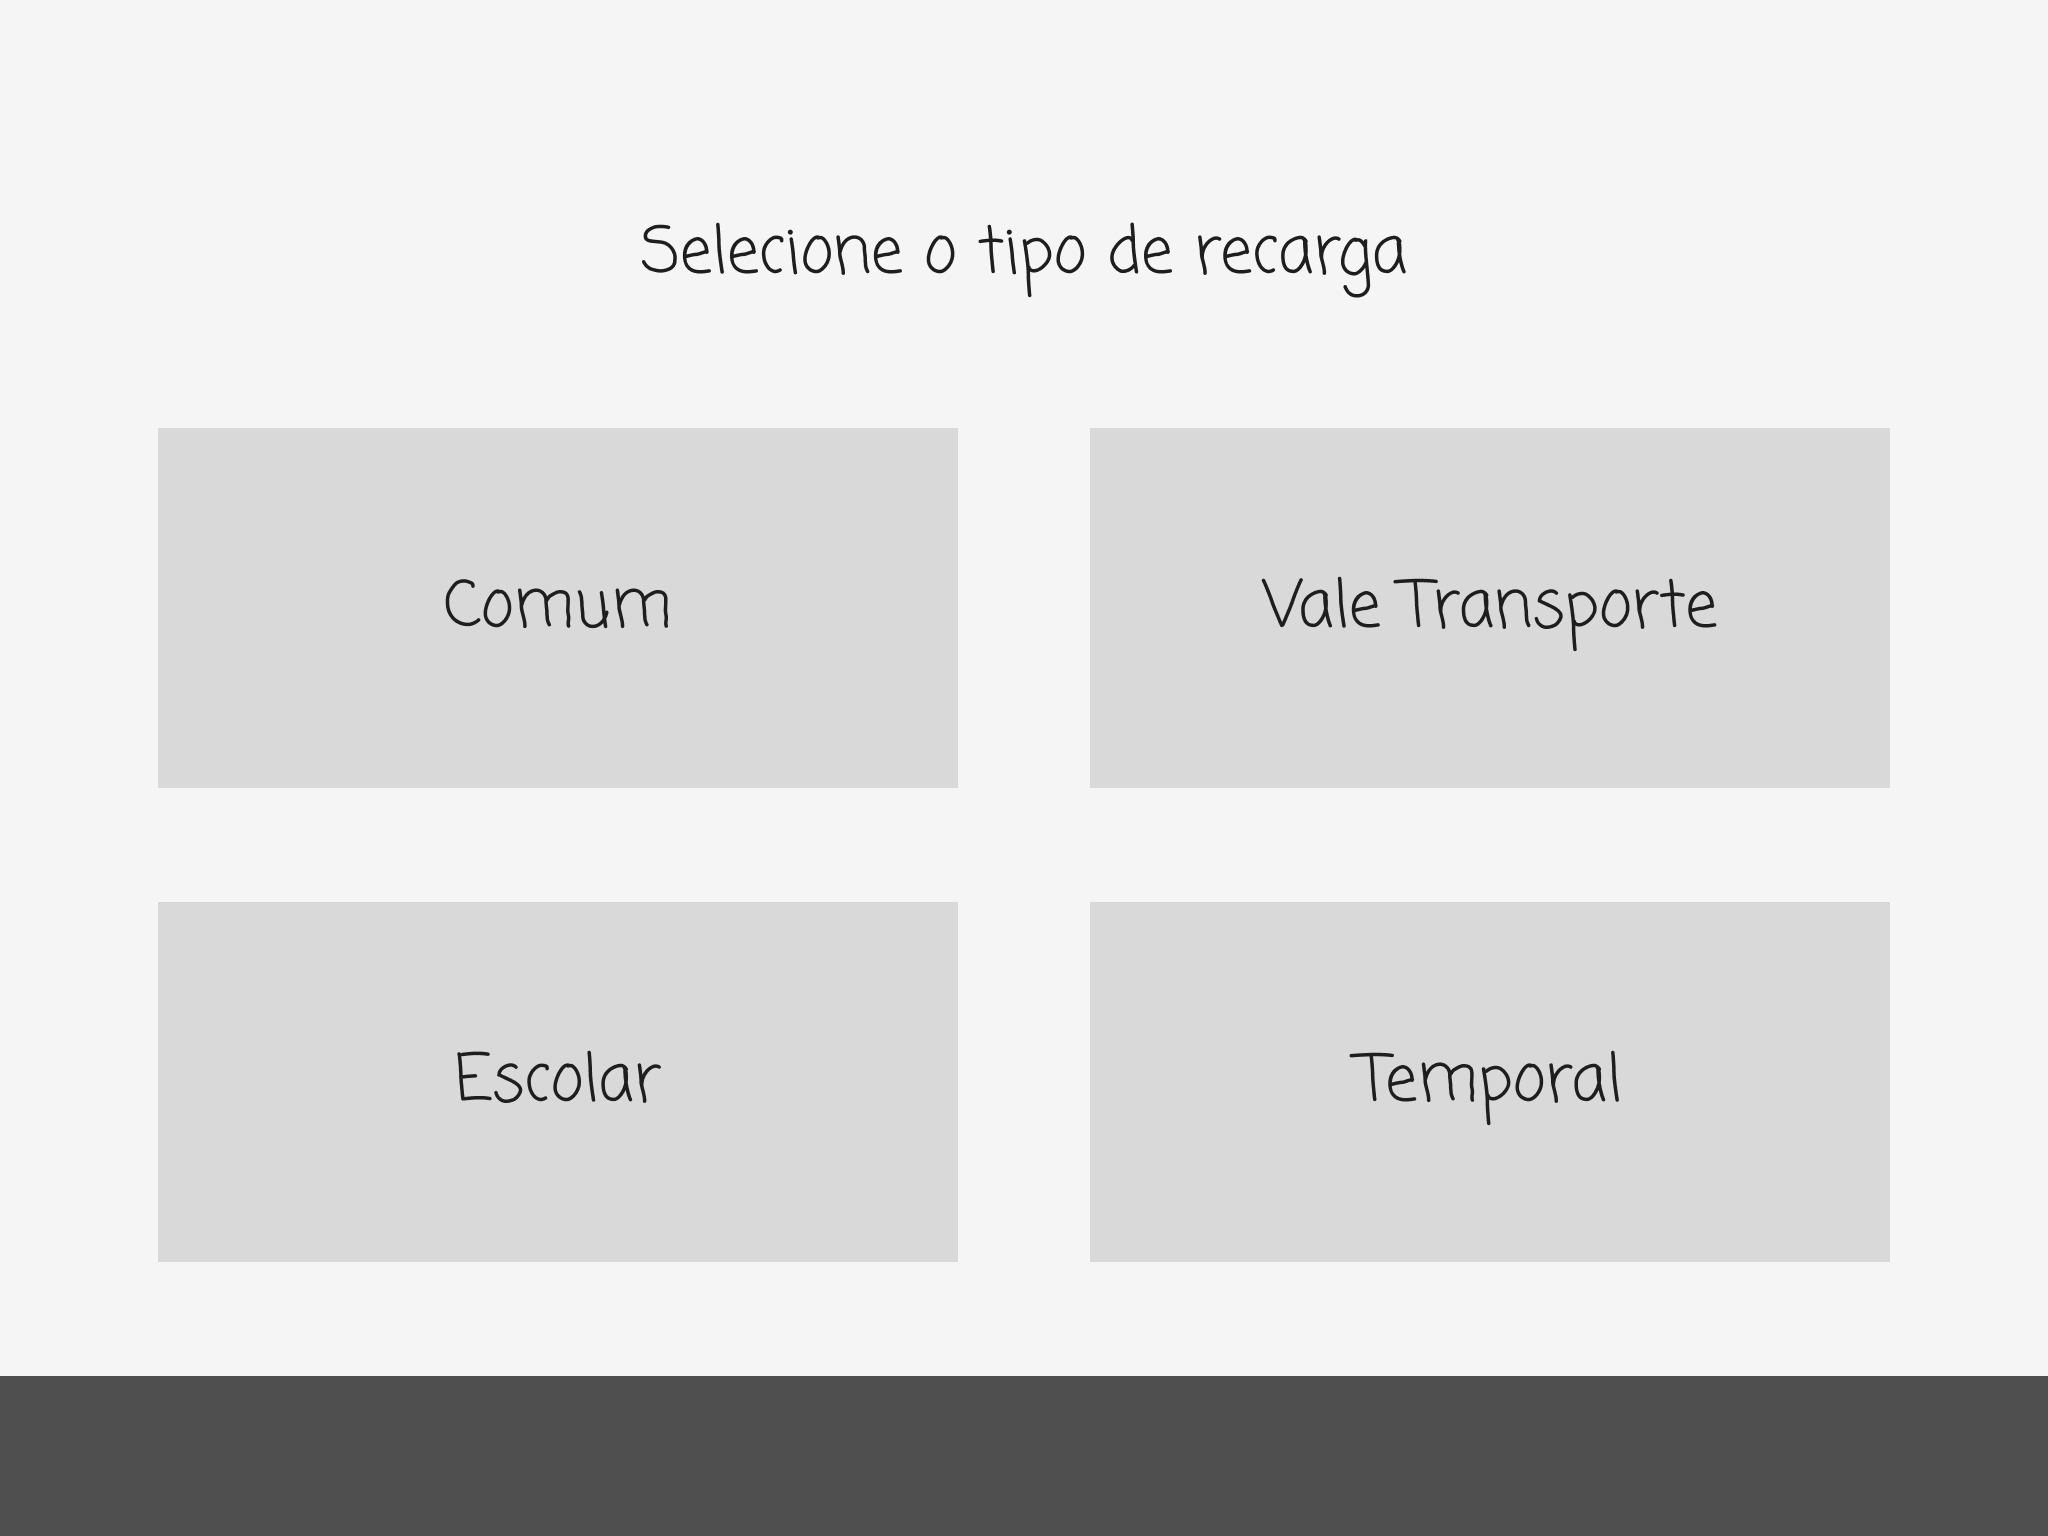 Selecione o tipo de recarga
Comum
Vale Transporte
Escolar
Temporal